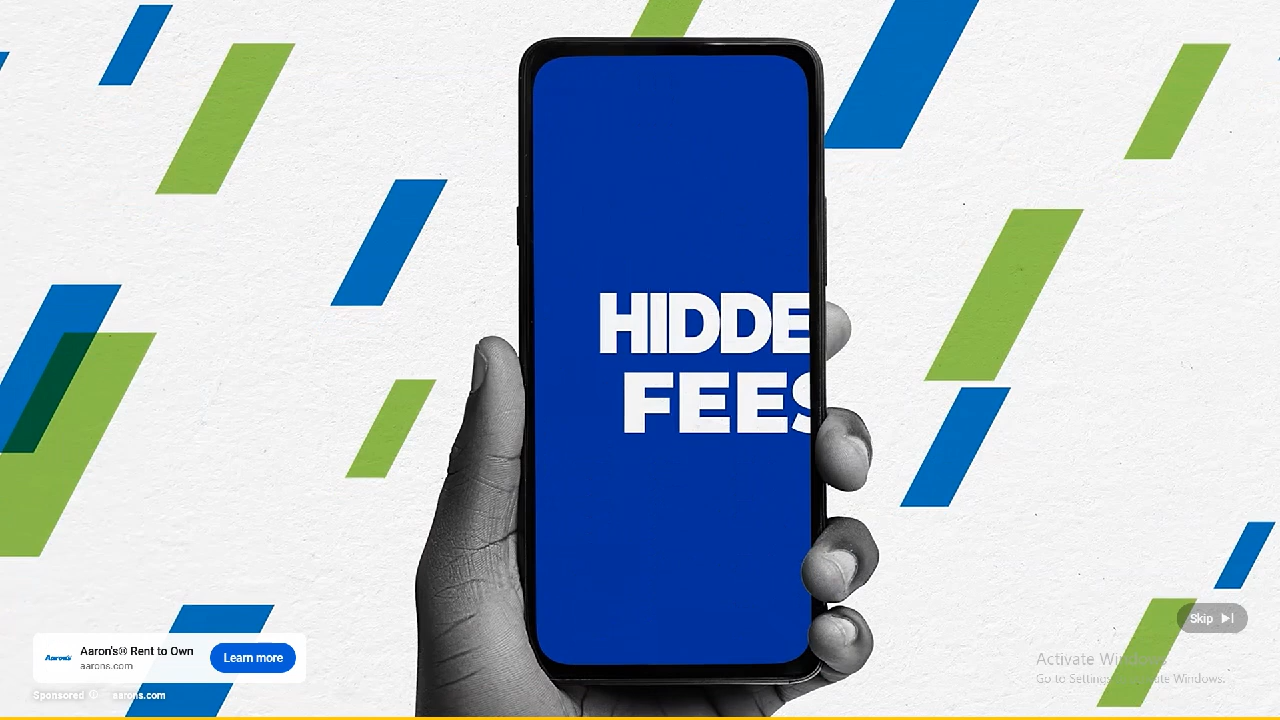 HIDDE
FEES
Aaron's
Aaron's® Rent to Own
aarons.com
Learn more
Sponsored
aarons.com
Skip
Activate Windows
Go to Settings to activate Windows.